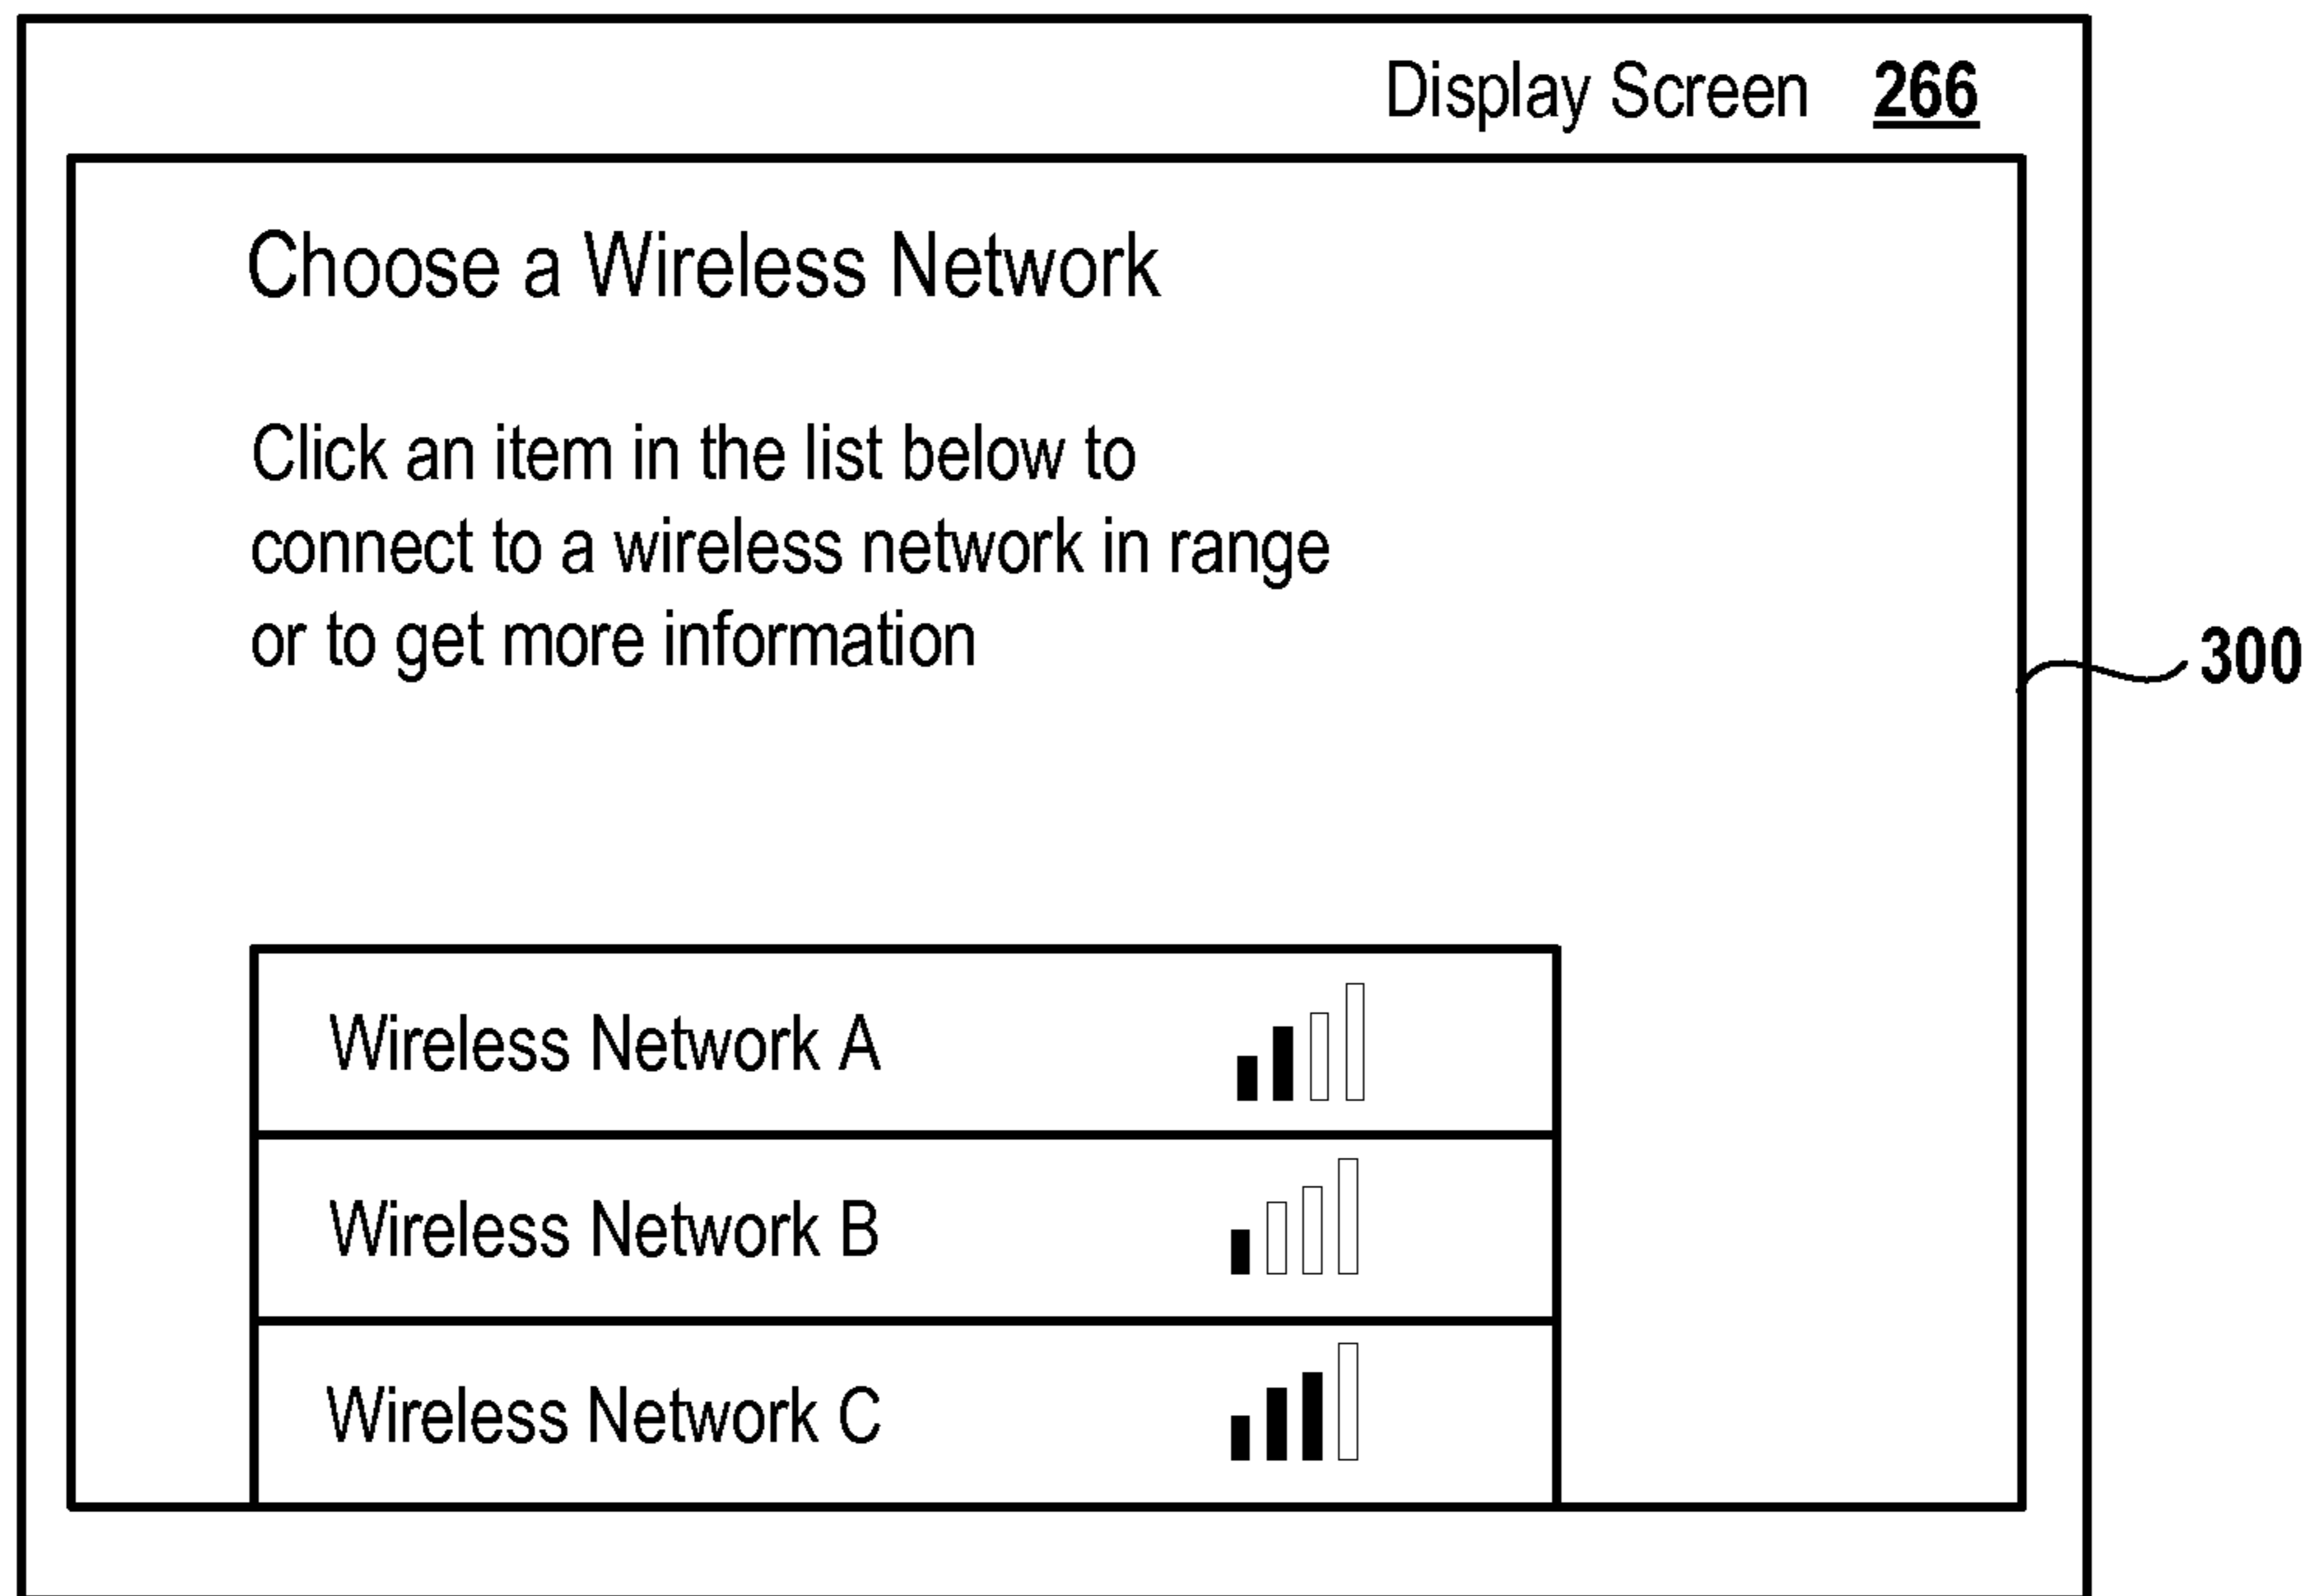 Display Screen 266
Choose a Wireless Network
Click an item in the list below to
connect to a wireless network in range
or to get more information
300
Wireless Network A
Wireless Network B
Wireless Network C